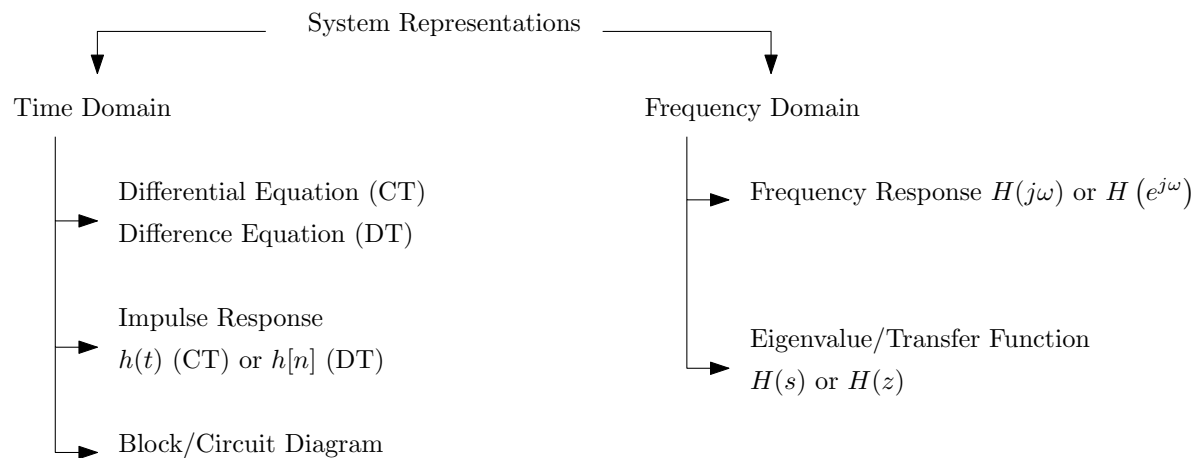 System Representations
Time Domain
Differential Equation (CT)
Difference Equation (DT)
Impulse Response
h(t) (CT) or h[n] (DT)
Block/Circuit Diagram
Frequency Domain
Frequency Response H(jω) or H(e^{jω})
Eigenvalue/Transfer Function
H(s) or H(z)